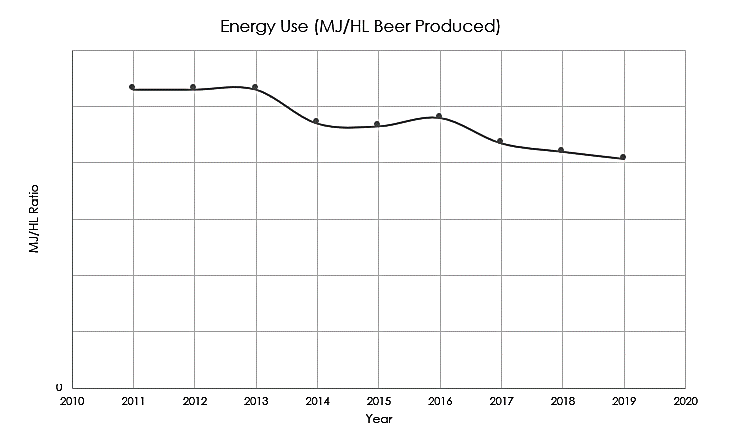 Energy Use (MJ/HL Beer Produced)
MJ/HL Ratio
0
2010 2011 2012 2013 2014 2015 2016 2017 2018 2019 2020
Year